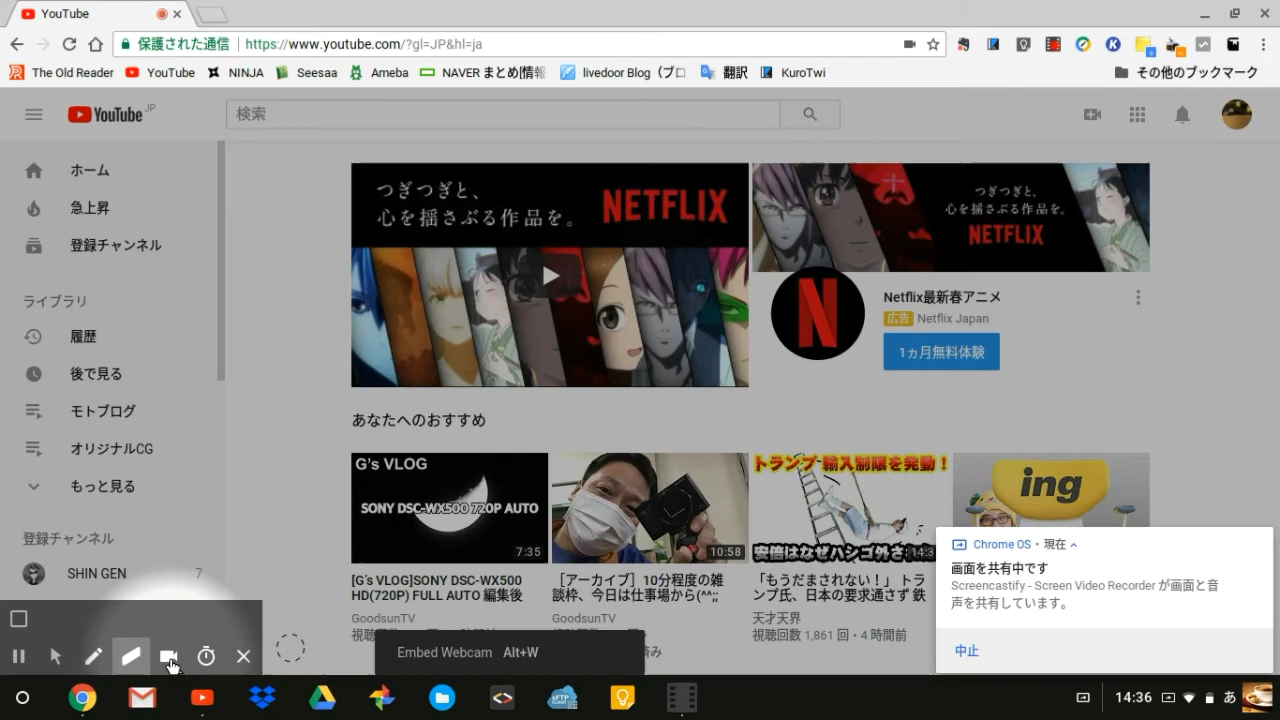 YouTube
保護された通信
https://www.youtube.com/?gl=JP&hl=ja
The Old Reader
YouTube
NINJA
Seesaa
Ameba
NAVER まとめ[情報
livedoor Blog（ブロ
翻訳
KuroTwi
その他のブックマーク
YouTube JP
検索
ホーム
急上昇
登録チャンネル
ライブラリ
履歴
後で見る
モトブログ
オリジナルCG
もっと見る
登録チャンネル
SHIN GEN 7
つぎつぎと、
心を揺さぶる作品を。
NETFLIX
つぎつぎと、
心を揺さぶる作品を。
NETFLIX
N
Netflix最新春アニメ
広告 Netflix Japan
1ヵ月無料体験
あなたへのおすすめ
G's VLOG
SONY DSC-WX500 720P AUTO
7:35
[G's VLOG]SONY DSC-WX500
HD(720P) FULL AUTO 編集後
GoodsunTV
10:58
［アーカイブ］10分程度の雑
談枠、今日は仕事場から(^^;;
GoodsunTV
トランプ 輸入制限を発動！
安倍はなぜハシゴ外さ
14:3
「もうだまされない！」トラ
ンプ氏、日本の要求通さず 鉄
天才天界
視聴回数 1,861 回・4 時間前
ing
Embed Webcam Alt+W
Chrome OS・現在
画面を共有中です
Screencastify - Screen Video Recorder が画面と音
声を共有しています。
中止
14:36
あ